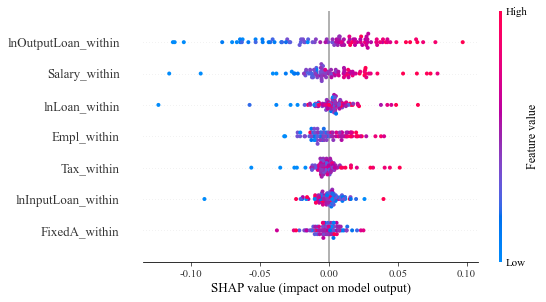 High
lnOutputLoan_within
Salary_within
lnLoan_within
Empl_within
Tax_within
lnInputLoan_within
FixedA_within
Feature value
Low
-0.10 -0.05 0.00 0.05 0.10
SHAP value (impact on model output)